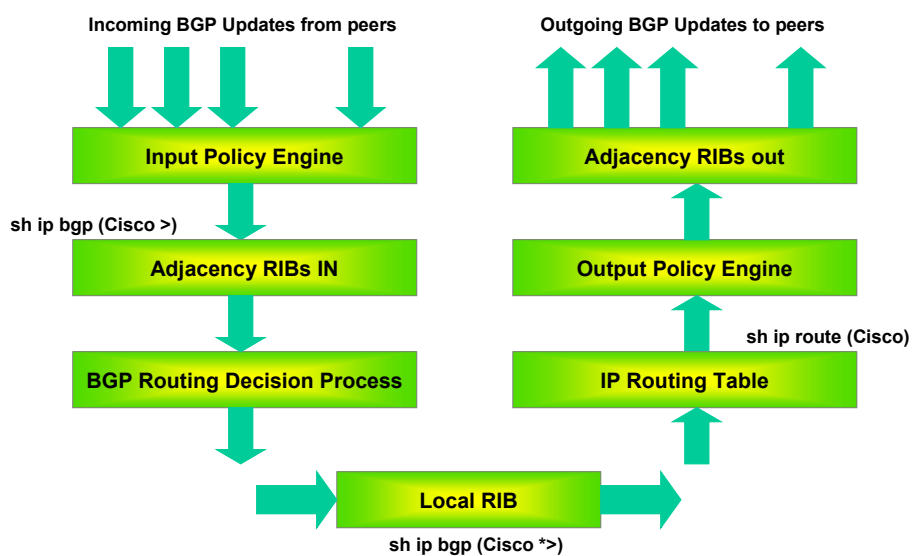 Incoming BGP Updates from peers
Input Policy Engine
sh ip bgp (Cisco >)
Adjacency RIBs IN
BGP Routing Decision Process
Local RIB
sh ip bgp (Cisco *>)
Outgoing BGP Updates to peers
Adjacency RIBs out
Output Policy Engine
sh ip route (Cisco)
IP Routing Table